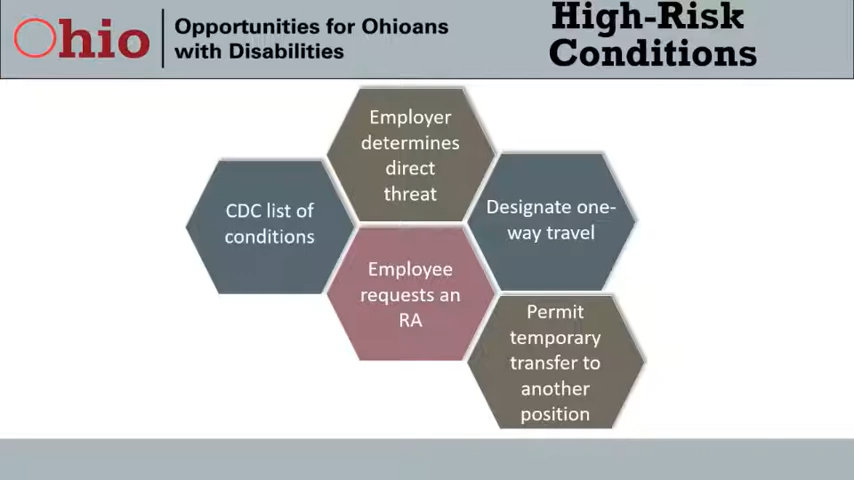 Ohio
Opportunities for Ohioans
with Disabilities
High-Risk
Conditions
Employer
determines
direct
threat
CDC list of
conditions
Designate one-
way travel
Employee
requests an
RA
Permit
temporary
transfer to
another
position